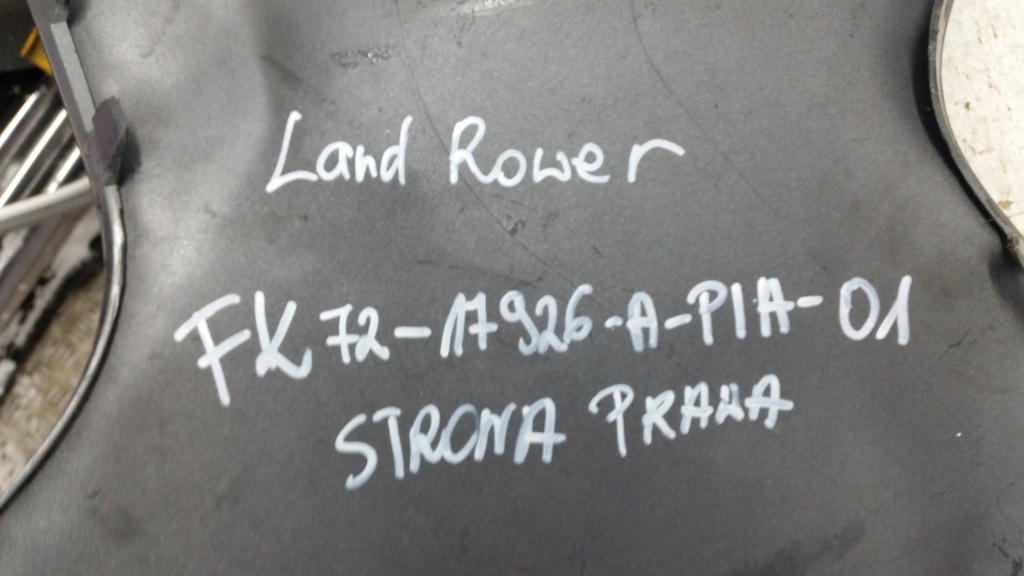 Land Rower
FK72-17926-A-PIA-01
STRONA PRAWA